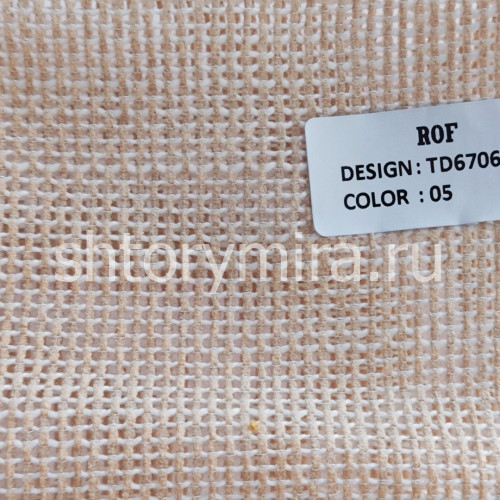 ROF
DESIGN: TD6706
COLOR : 05
shtorymira.ru